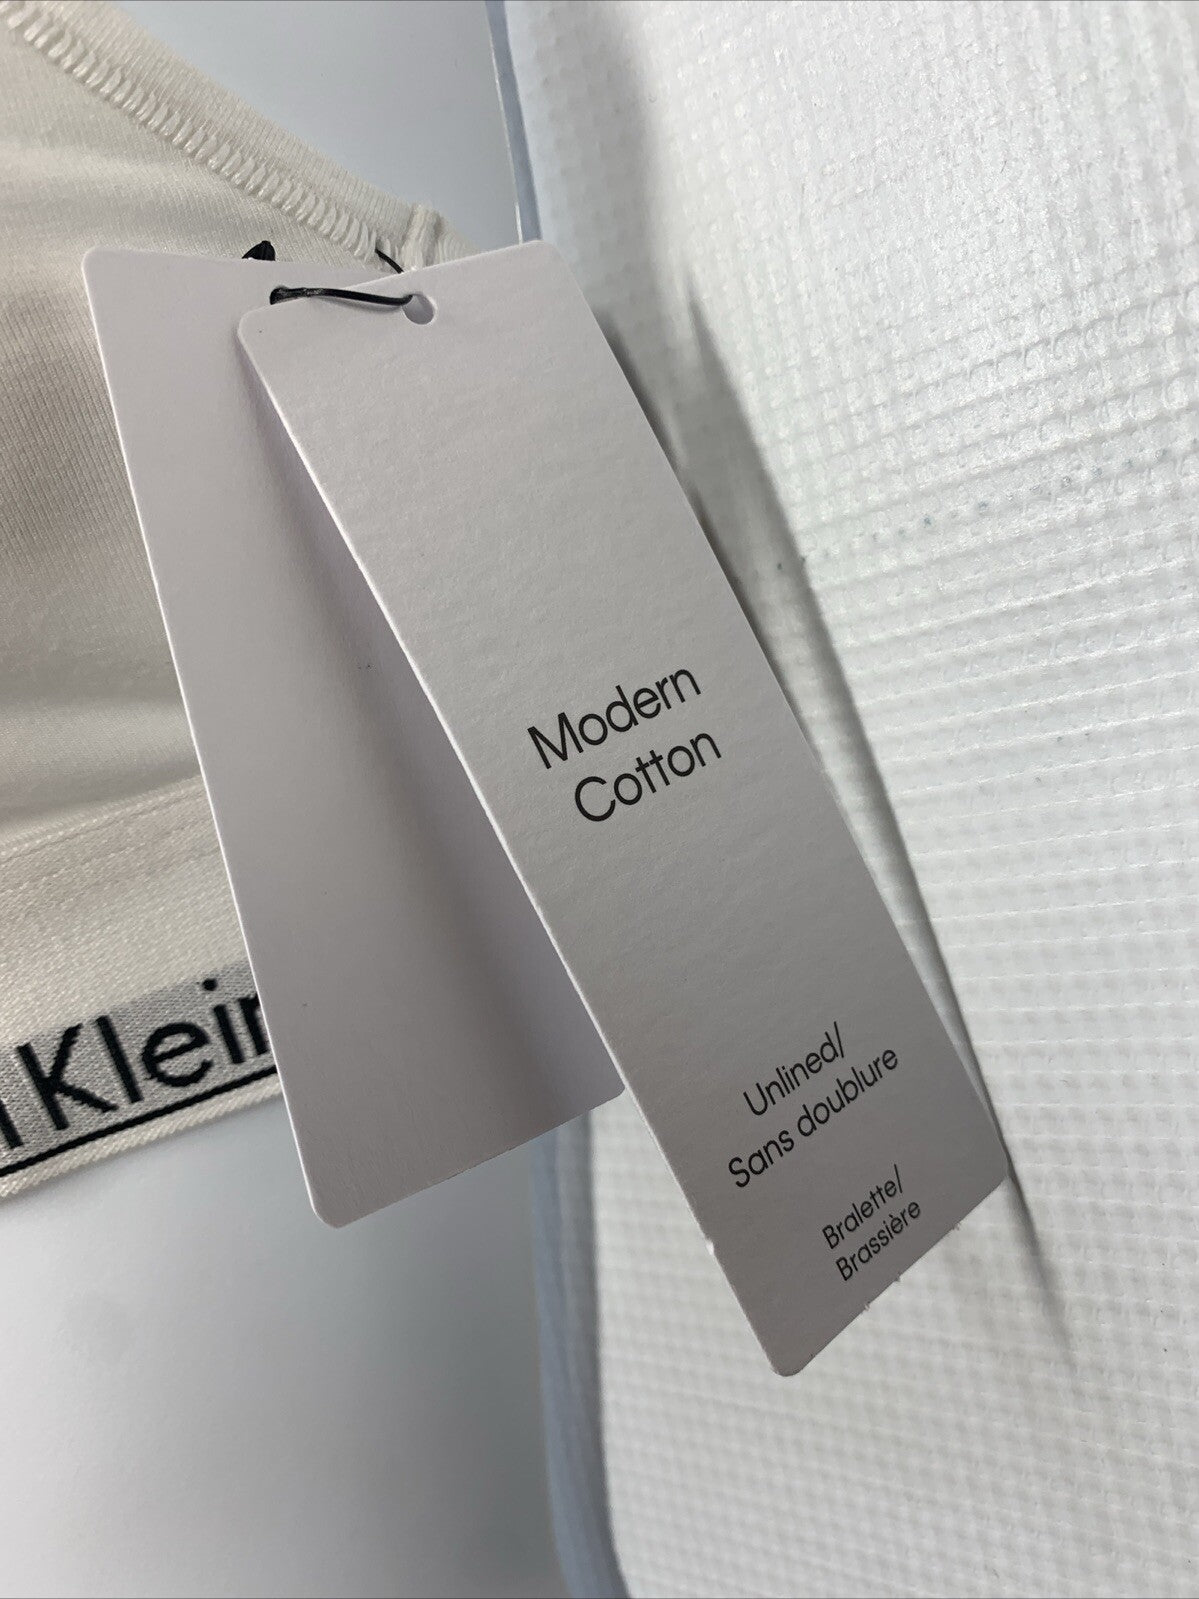 Modern
Cotton
Unlined/
Sans doublure
Bralette/
Brassière
Klein